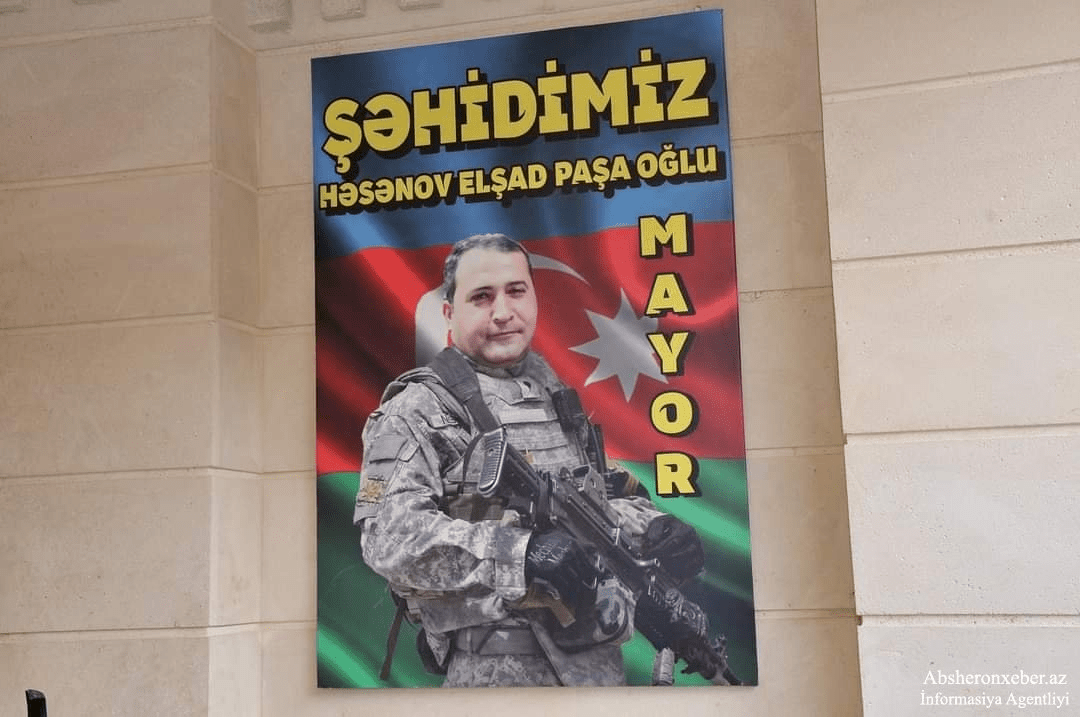 ŞƏHİDİMİZ
HƏSƏNOV ELŞAD PAŞA OĞLU
MAYOR
Absheronxeber.az
İnformasiya Agentliyi